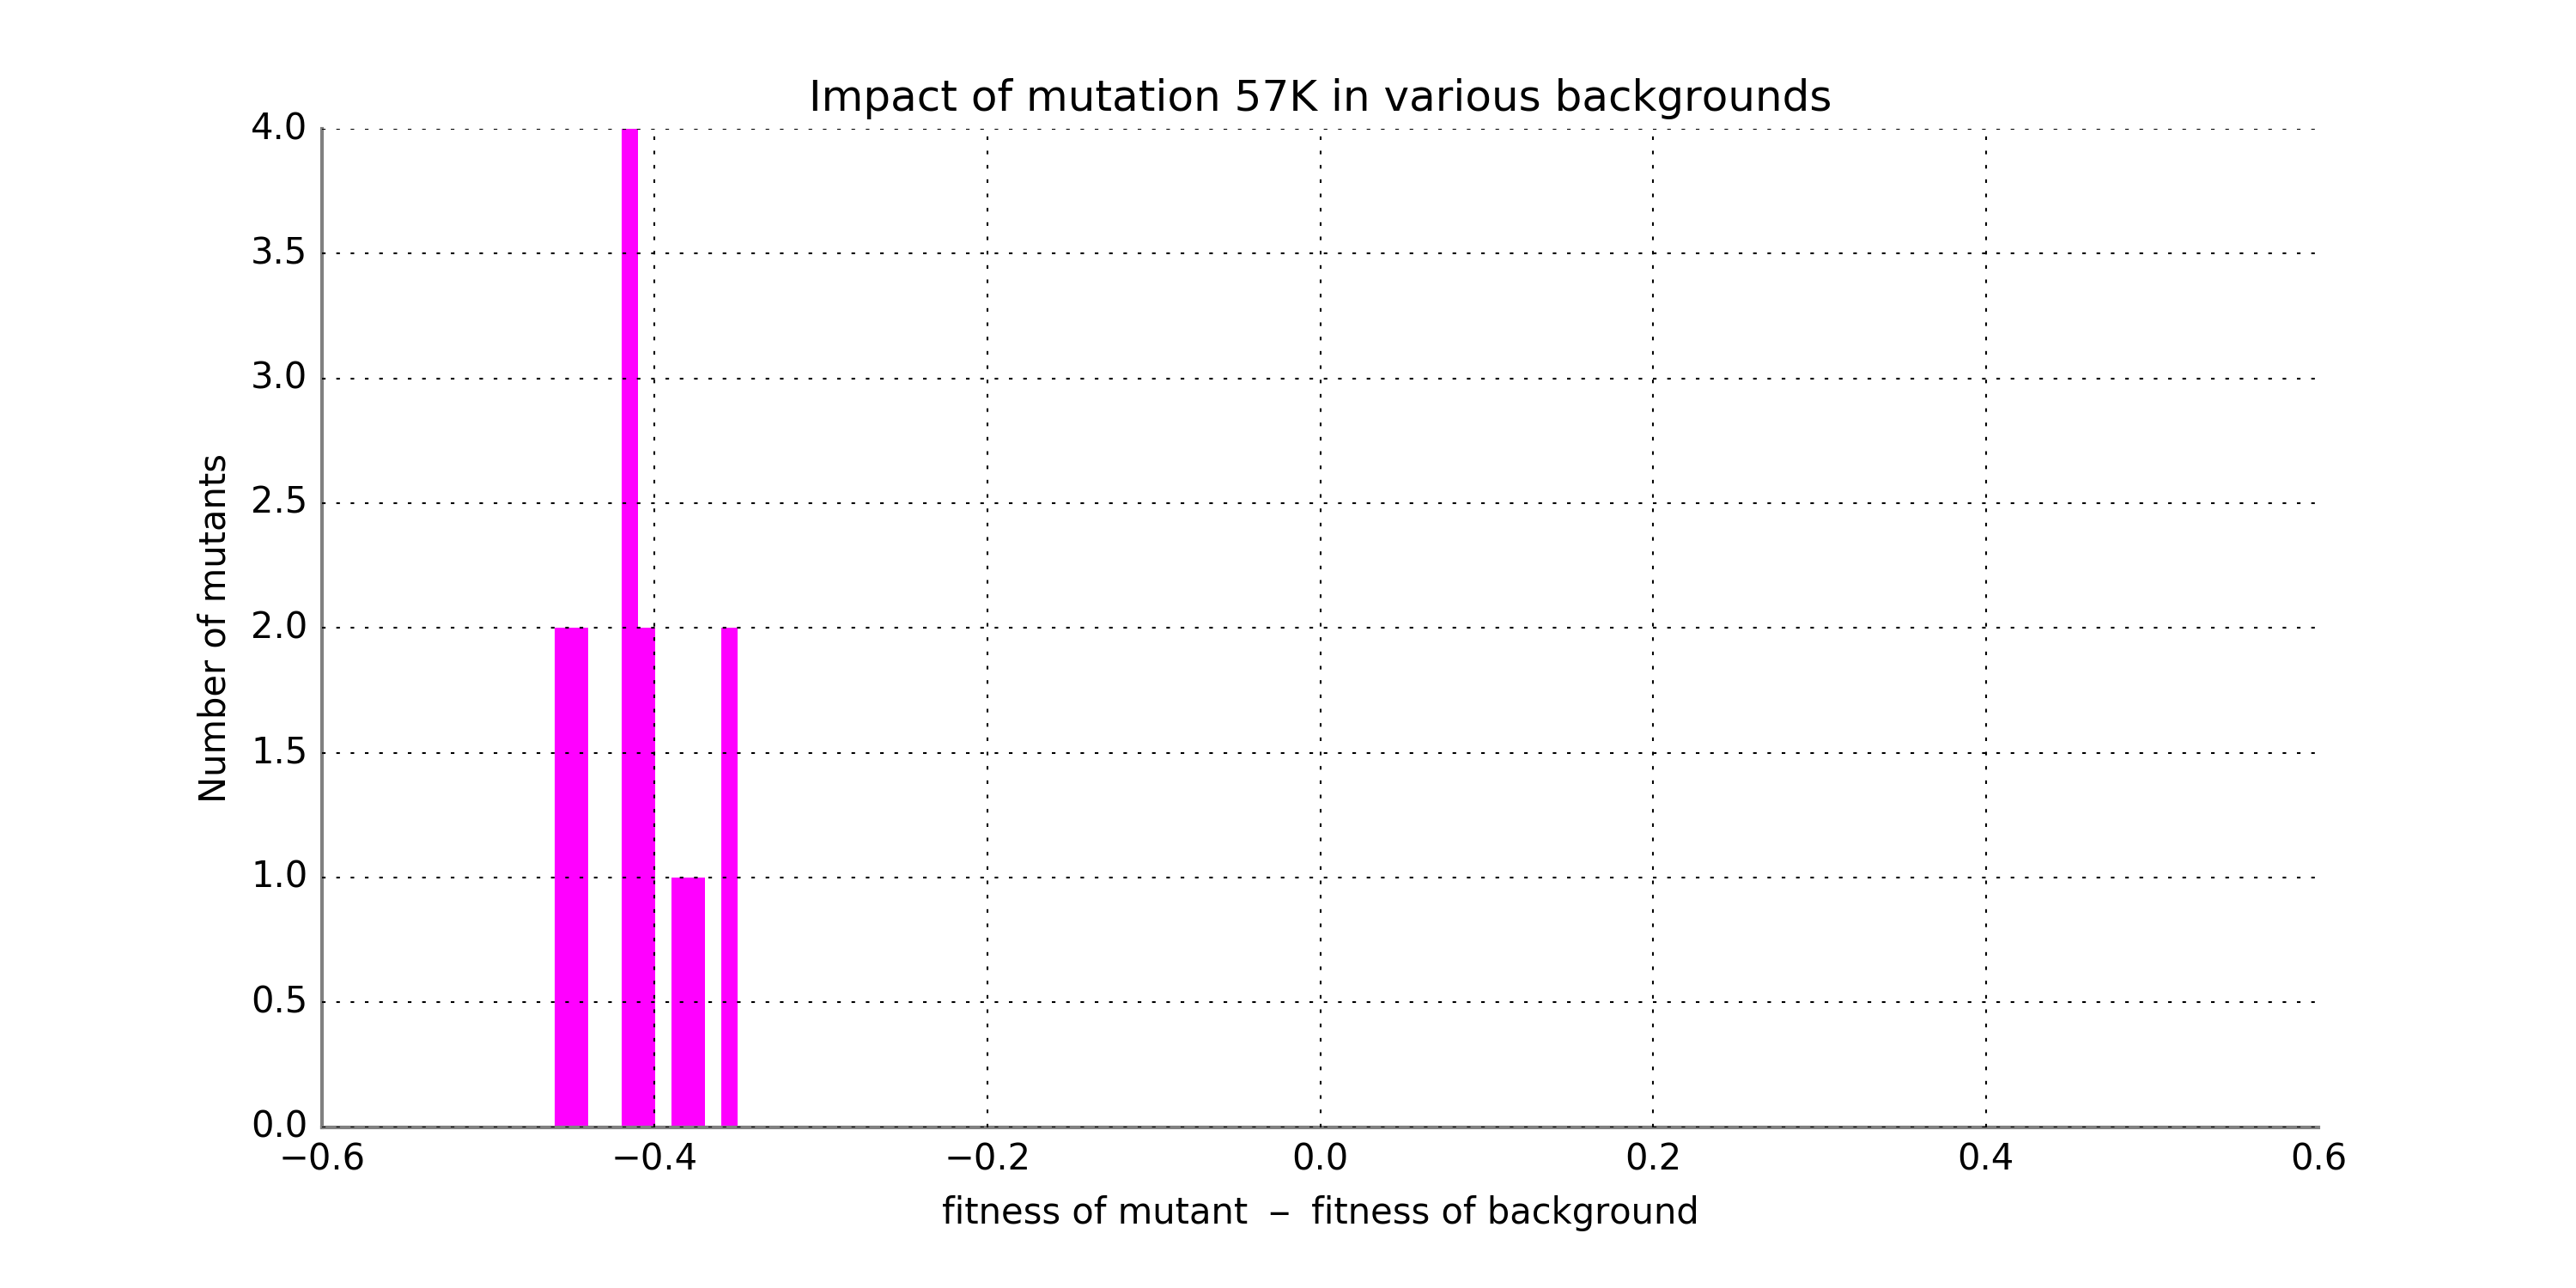 Impact of mutation 57K in various backgrounds
4.0
3.5
3.0
2.5
2.0
1.5
1.0
0.5
0.0
Number of mutants
−0.6 −0.4 −0.2 0.0 0.2 0.4 0.6
fitness of mutant − fitness of background